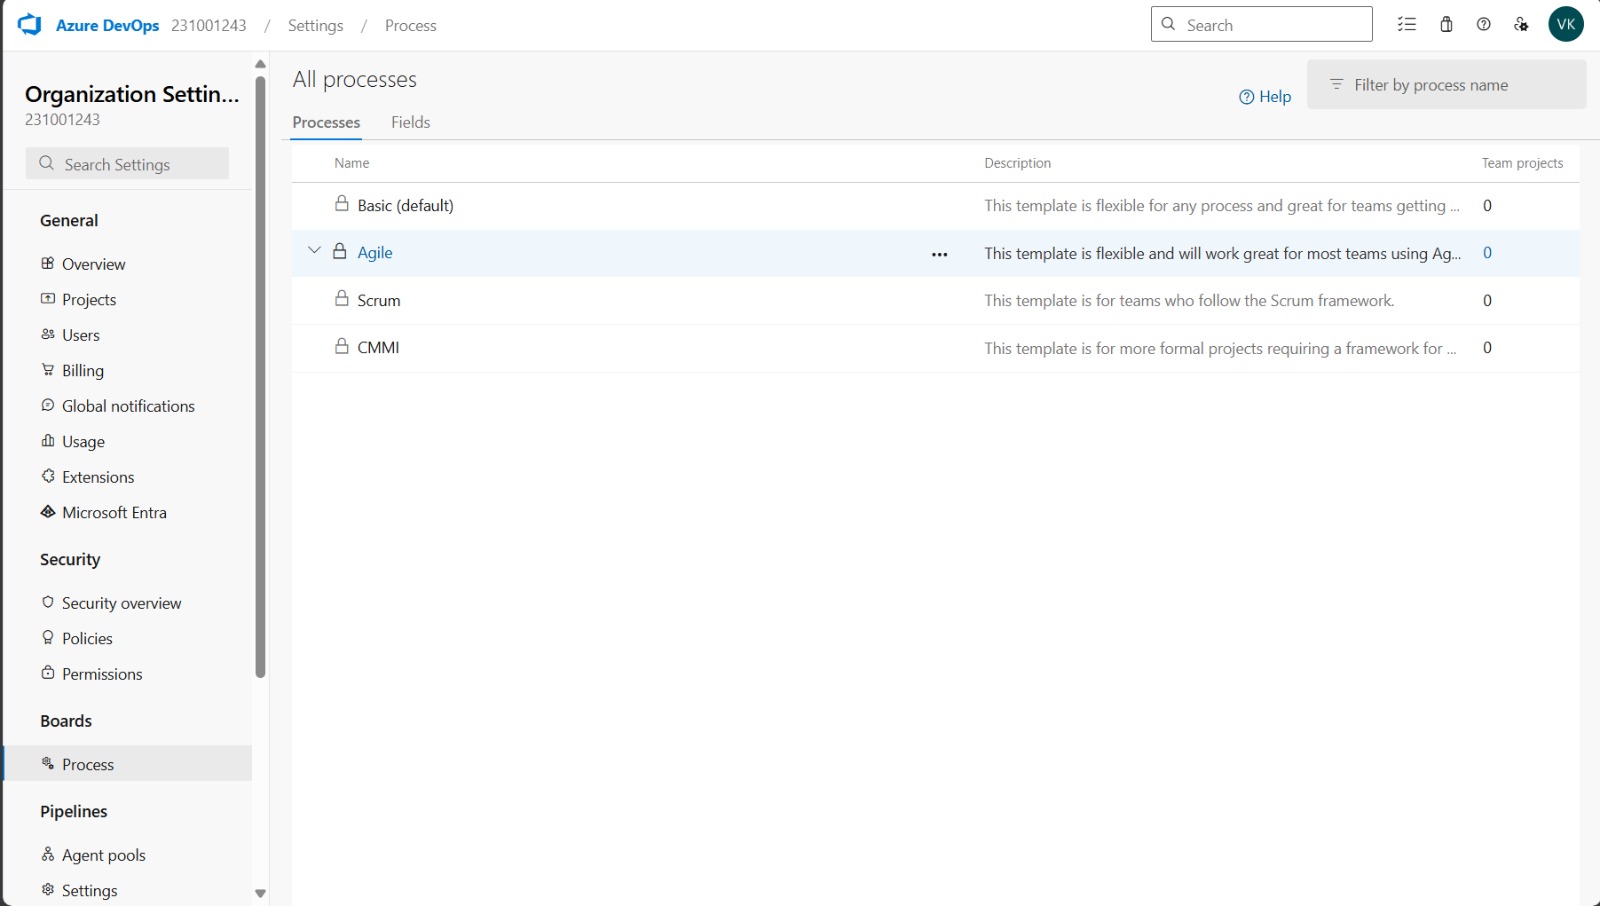 Azure DevOps 231001243 / Settings / Process
Search
VK
Organization Settin...
231001243
Search Settings
General
Overview
Projects
Users
Billing
Global notifications
Usage
Extensions
Microsoft Entra
Security
Security overview
Policies
Permissions
Boards
Process
Pipelines
Agent pools
Settings
All processes
Help
Filter by process name
Processes Fields
Name Description Team projects
Basic (default) This template is flexible for any process and great for teams getting ... 0
Agile ... This template is flexible and will work great for most teams using Ag... 0
Scrum This template is for teams who follow the Scrum framework. 0
CMMI This template is for more formal projects requiring a framework for ... 0